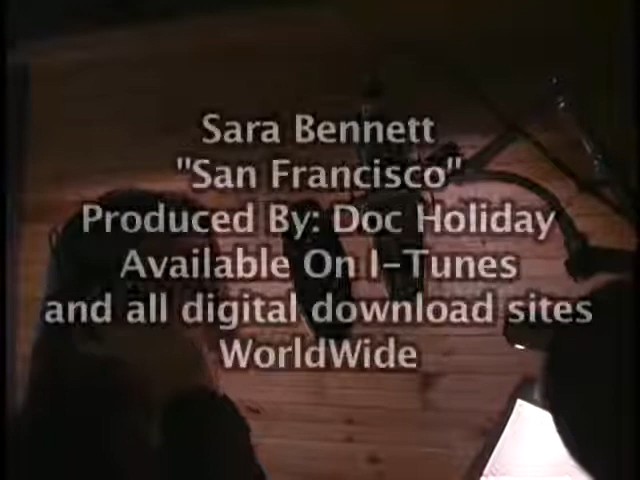 Sara Bennett
"San Francisco"
Produced By: Doc Holiday
Available On I-Tunes
and all digital download sites
WorldWide